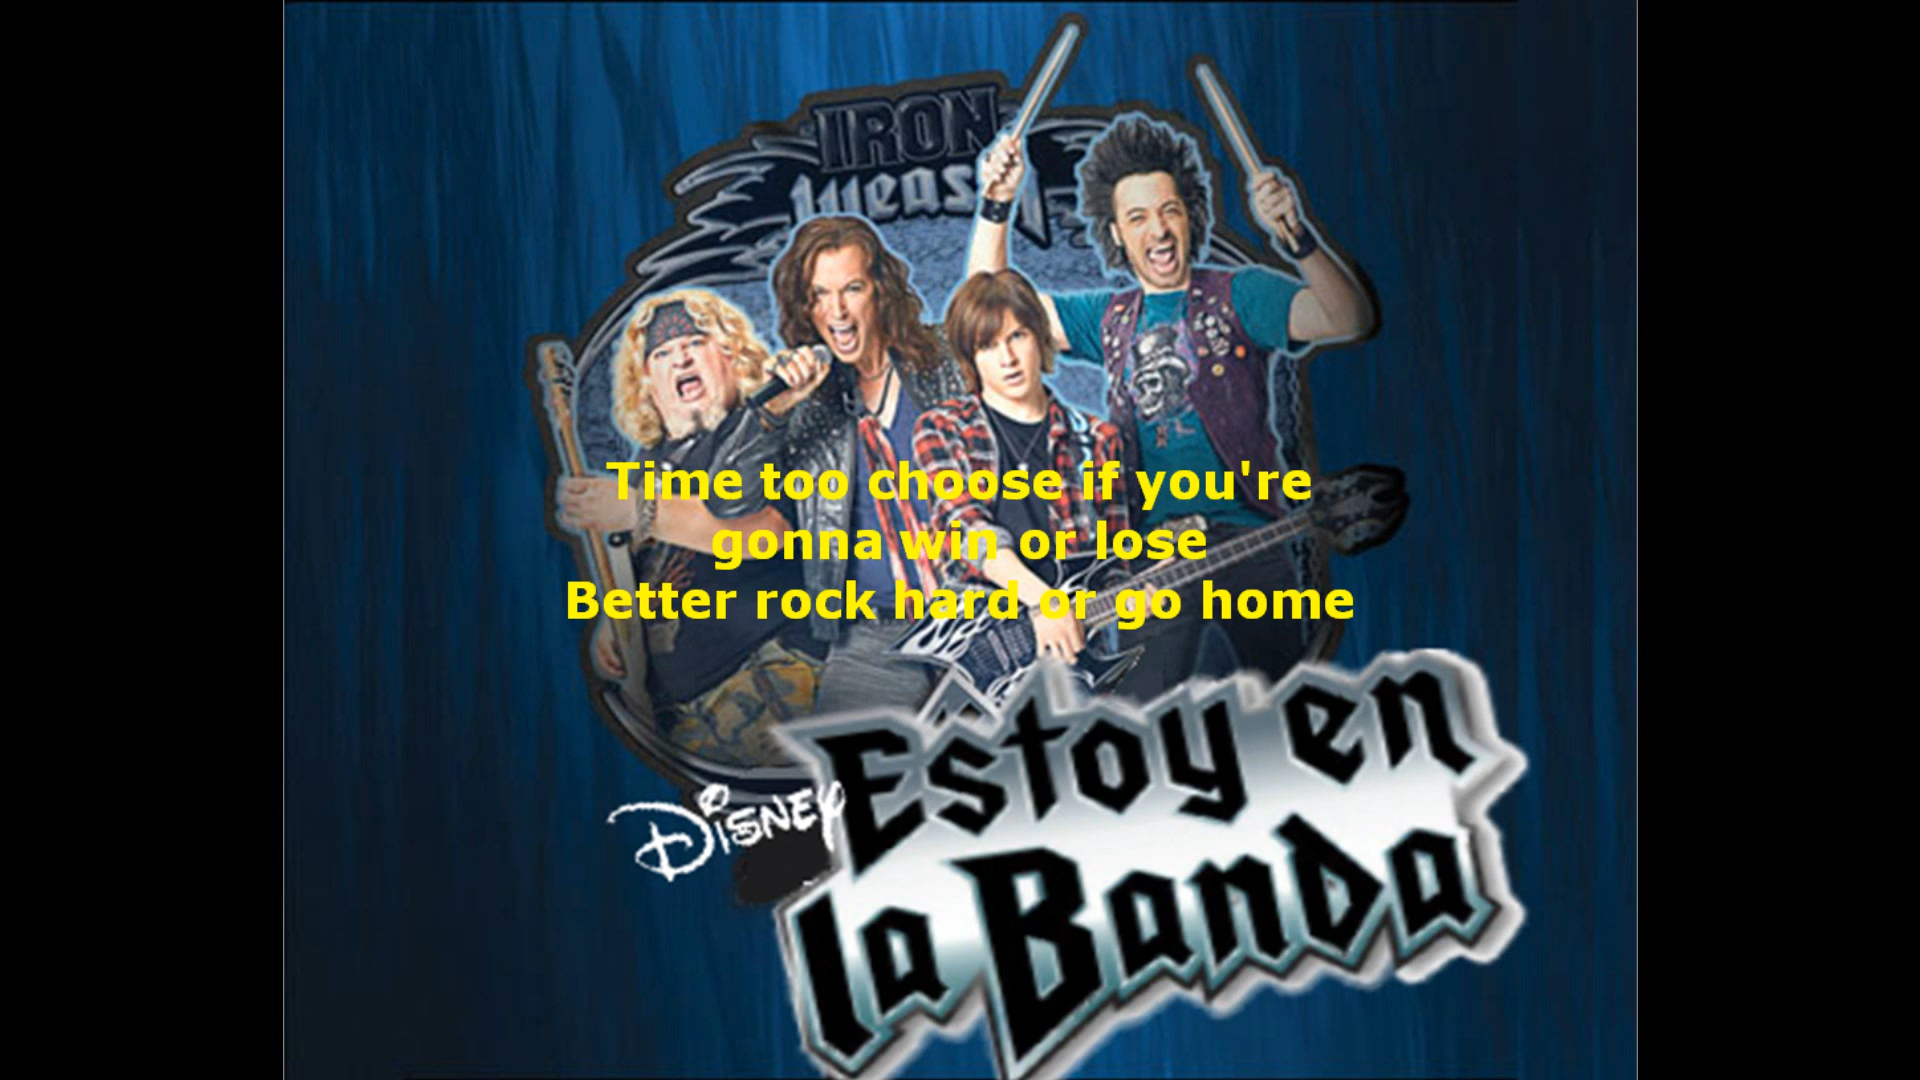 IRON
Weasel
Time too choose if you're
gonna win or lose
Better rock hard or go home
Disney
Estoy en
la Banda